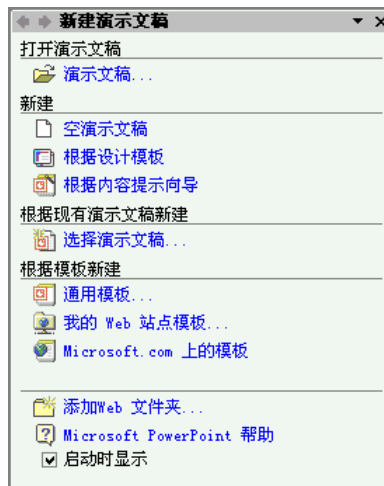 新建演示文稿
打开演示文稿
演示文稿...
新建
空演示文稿
根据设计模板
根据内容提示向导
根据现有演示文稿新建
选择演示文稿...
根据模板新建
通用模板...
我的 Web 站点模板...
Microsoft.com 上的模板
添加Web 文件夹...
Microsoft PowerPoint 帮助
启动时显示